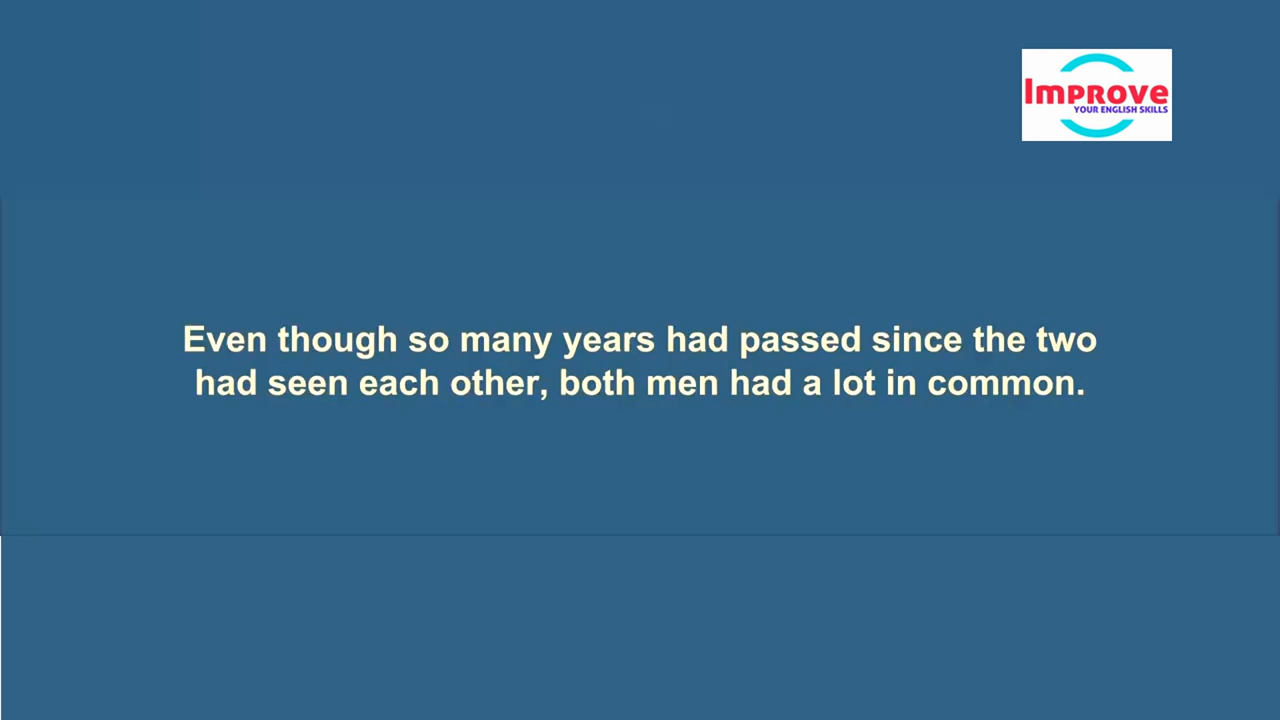 Improve
YOUR ENGLISH SKILLS
Even though so many years had passed since the two
had seen each other, both men had a lot in common.